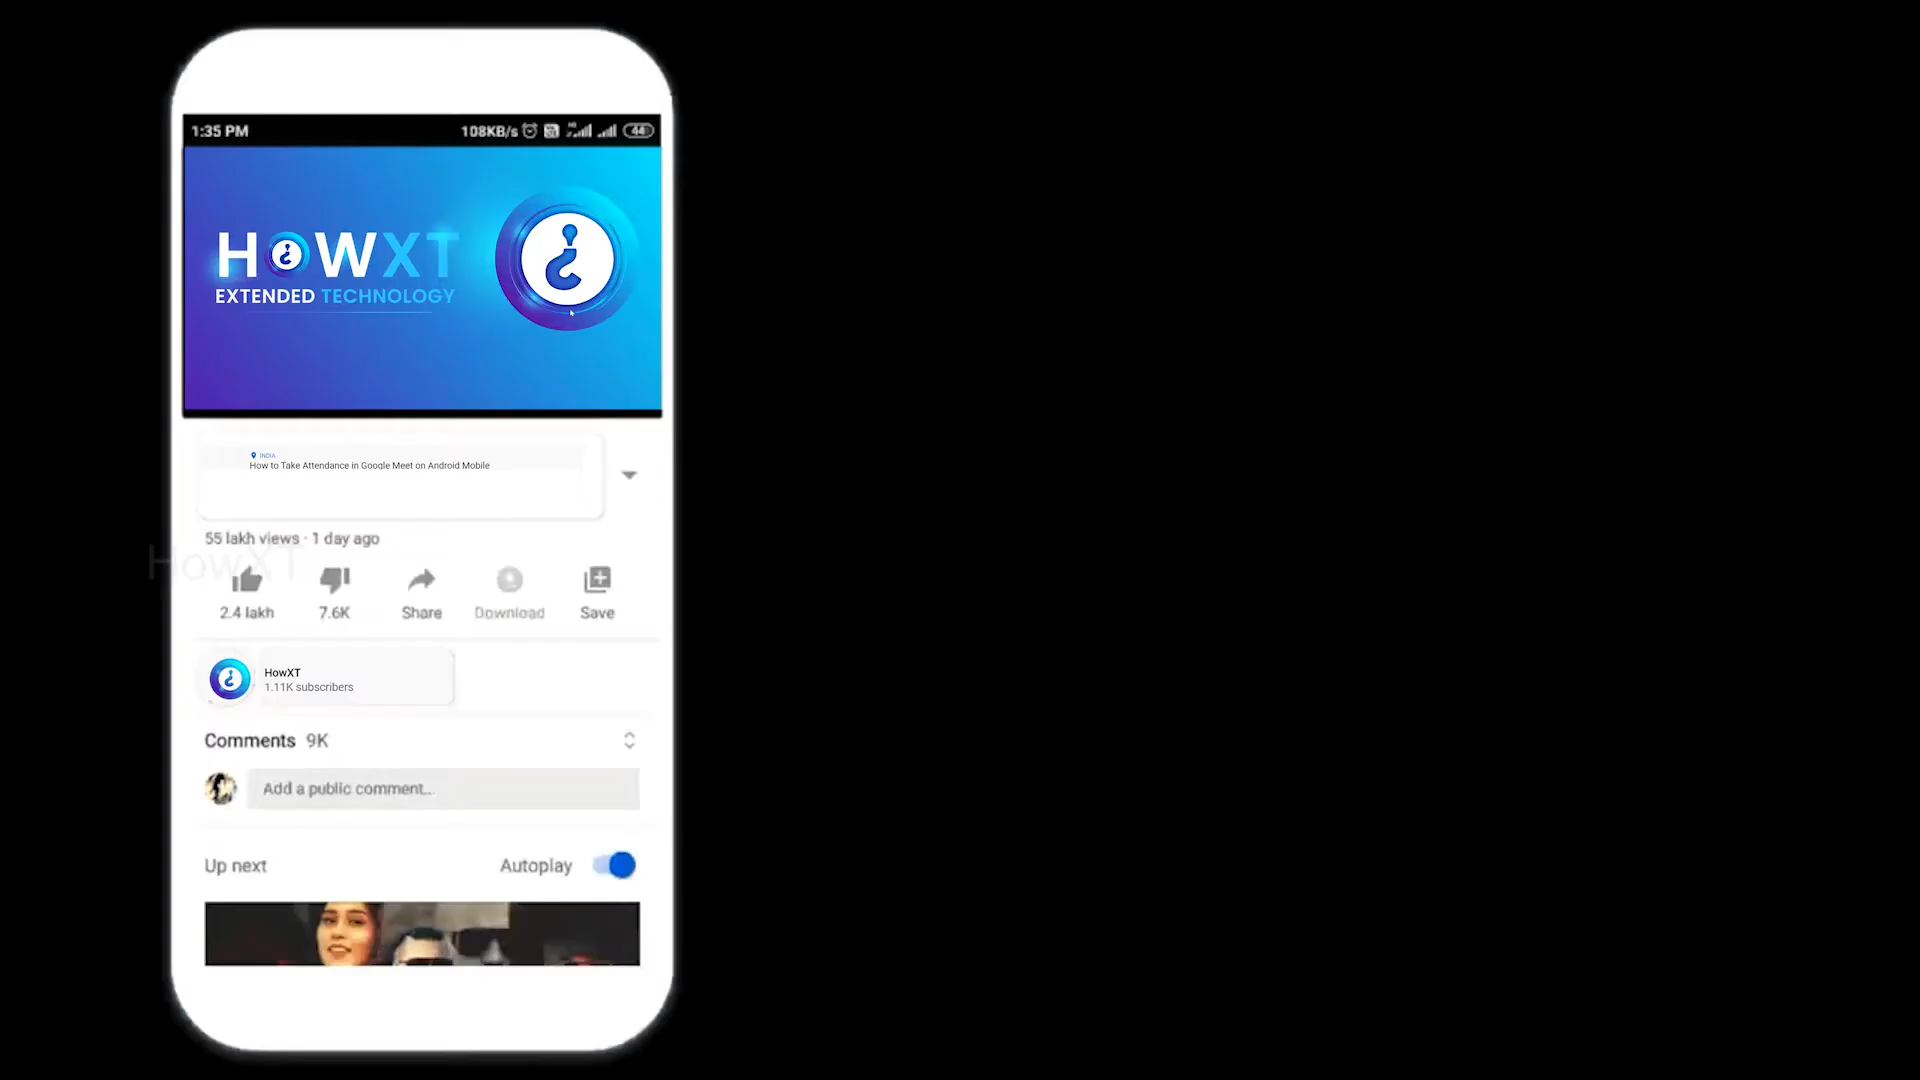 1:35 PM 108KB/s 44
HOWXT
EXTENDED TECHNOLOGY
INDIA
How to Take Attendance in Google Meet on Android Mobile
55 lakh views · 1 day ago
HowXT
2.4 lakh 7.6K Share Download Save
HowXT
1.11K subscribers
Comments 9K
Add a public comment...
Up next Autoplay